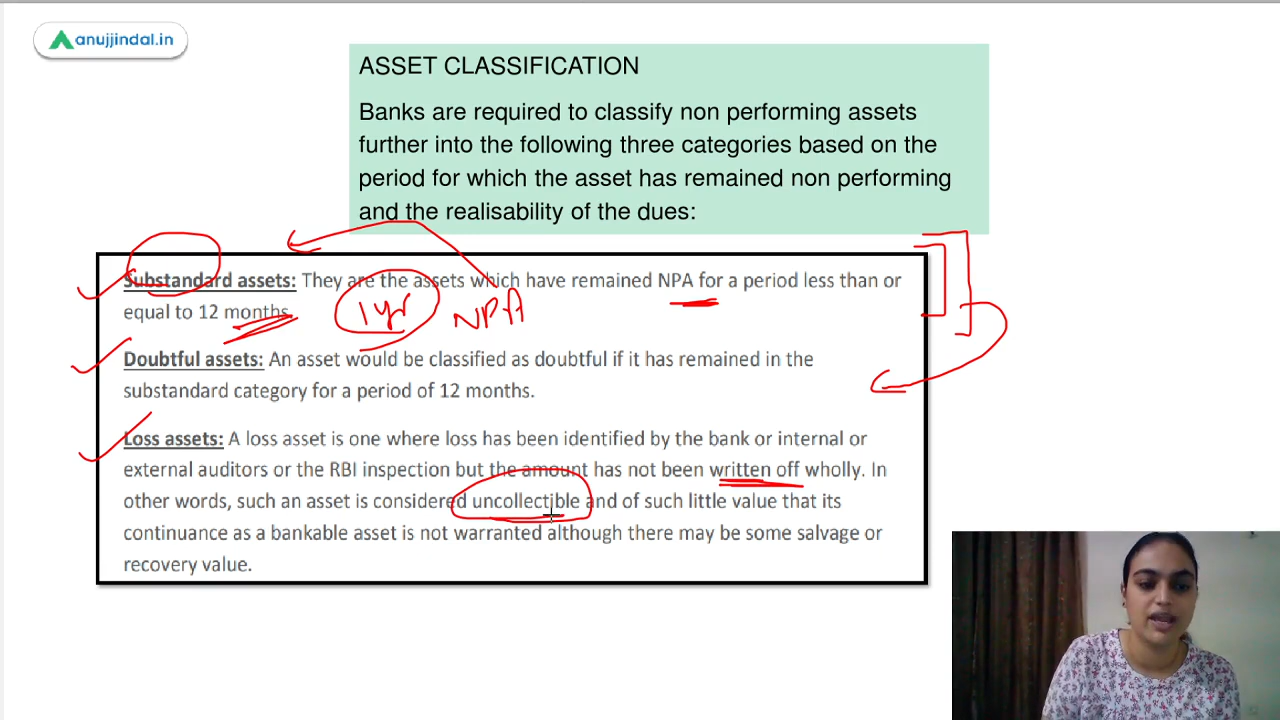 anujjindal.in
ASSET CLASSIFICATION
Banks are required to classify non performing assets
further into the following three categories based on the
period for which the asset has remained non performing
and the realisability of the dues:
Substandard assets: They are the assets which have remained NPA for a period less than or
equal to 12 months.
1 yr NPA
Doubtful assets: An asset would be classified as doubtful if it has remained in the
substandard category for a period of 12 months.
Loss assets: A loss asset is one where loss has been identified by the bank or internal or
external auditors or the RBI inspection but the amount has not been written off wholly. In
other words, such an asset is considered uncollectible and of such little value that its
continuance as a bankable asset is not warranted although there may be some salvage or
recovery value.